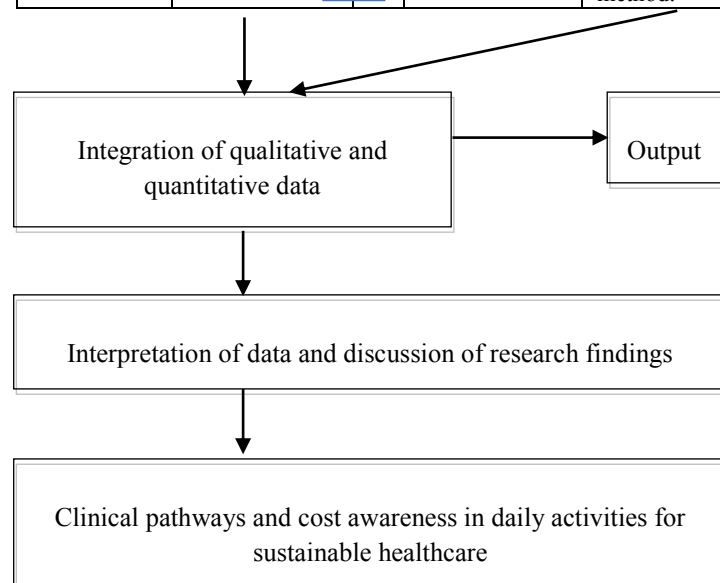 method.
Integration of qualitative and
quantitative data
Output
Interpretation of data and discussion of research findings
Clinical pathways and cost awareness in daily activities for
sustainable healthcare